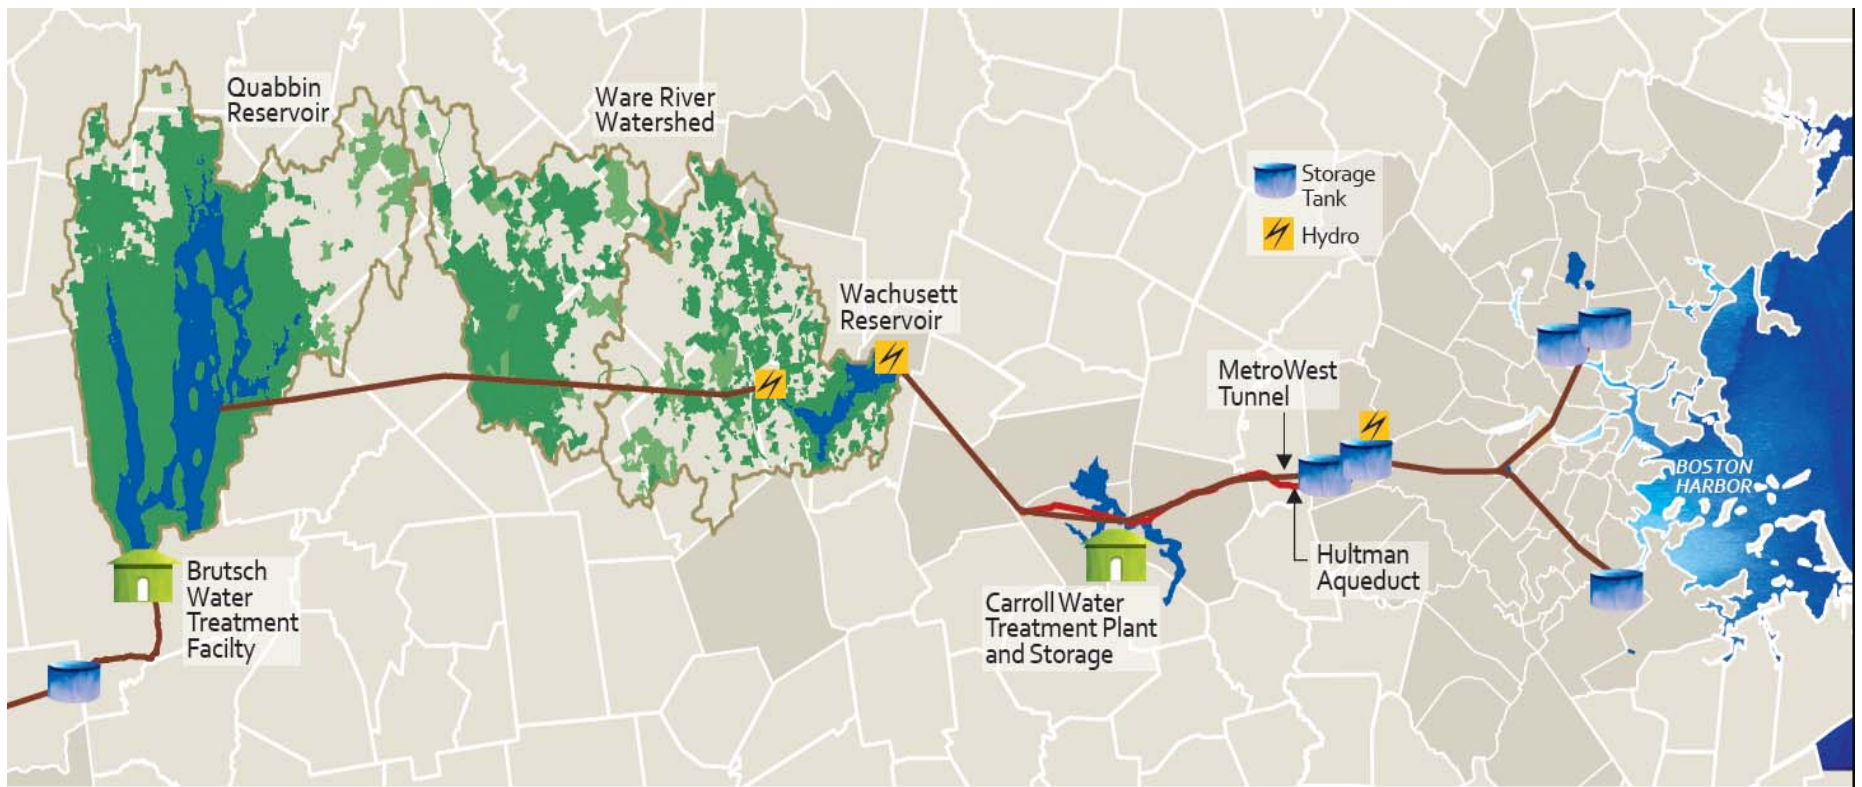 Quabbin
Reservoir
Ware River
Watershed
Storage
Tank
Hydro
Wachusett
Reservoir
MetroWest
Tunnel
BOSTON
HARBOR
Hultman
Aqueduct
Brutsch
Water
Treatment
Facilty
Carroll Water
Treatment Plant
and Storage